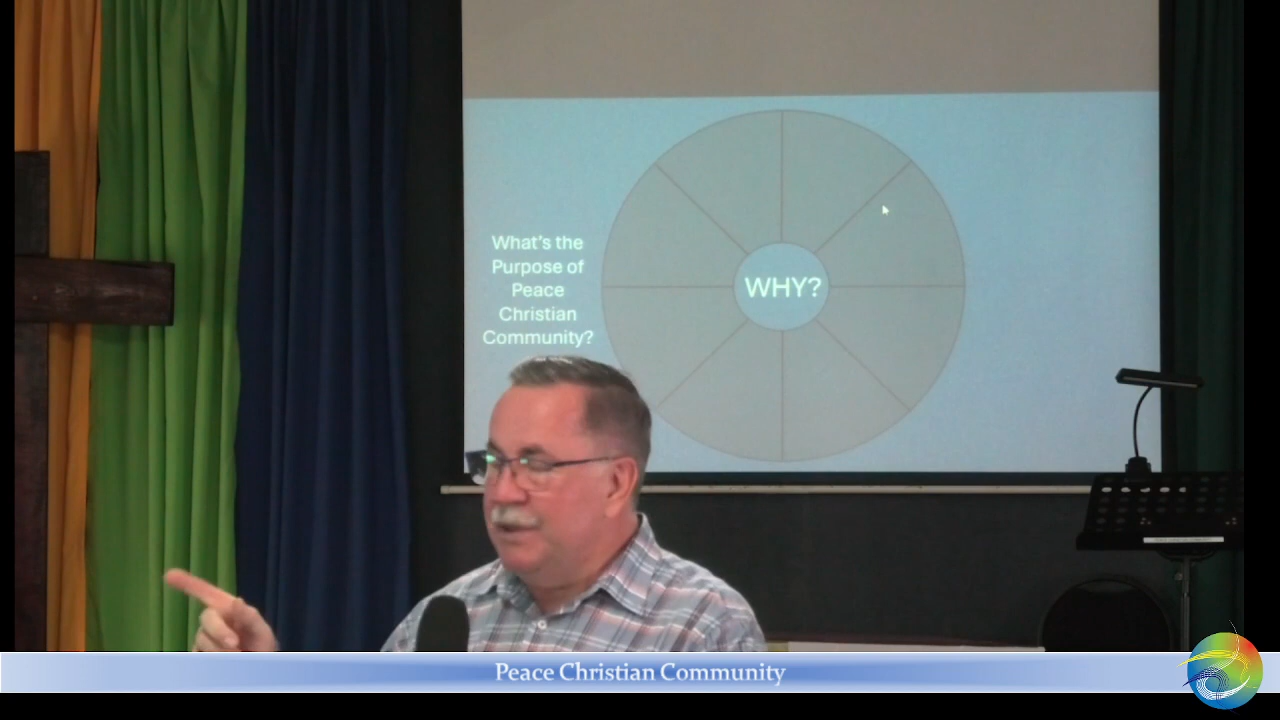 What's the
Purpose of
Peace
Christian
Community?
WHY?
Peace Christian Community